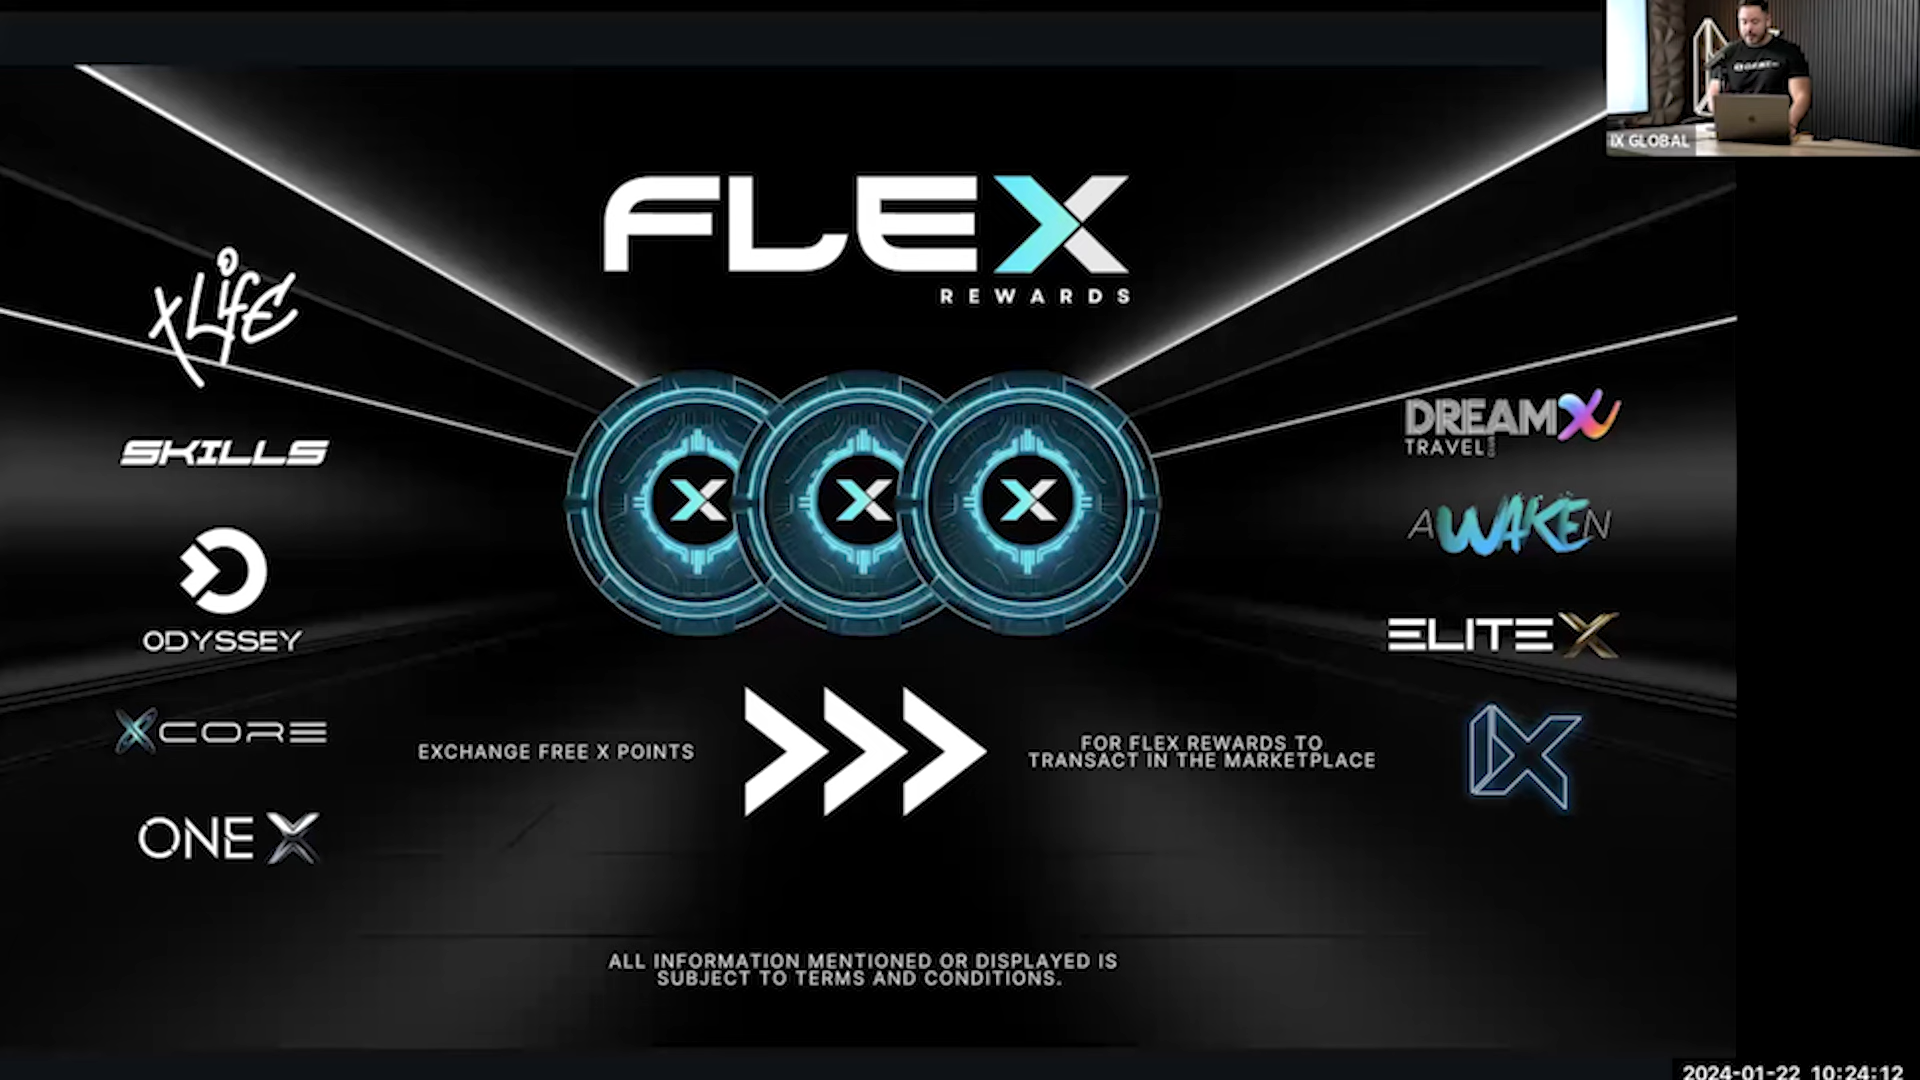 IX GLOBAL
FLEX
REWARDS
XLIFE
SKILLS
ODYSSEY
XCORE
ONE X
X
X
X
DREAMX
TRAVEL
AWAKEN
ELITEX
IX
EXCHANGE FREE X POINTS
FOR FLEX REWARDS TO
TRANSACT IN THE MARKETPLACE
ALL INFORMATION MENTIONED OR DISPLAYED IS
SUBJECT TO TERMS AND CONDITIONS.
2024-01-22 10:24:12